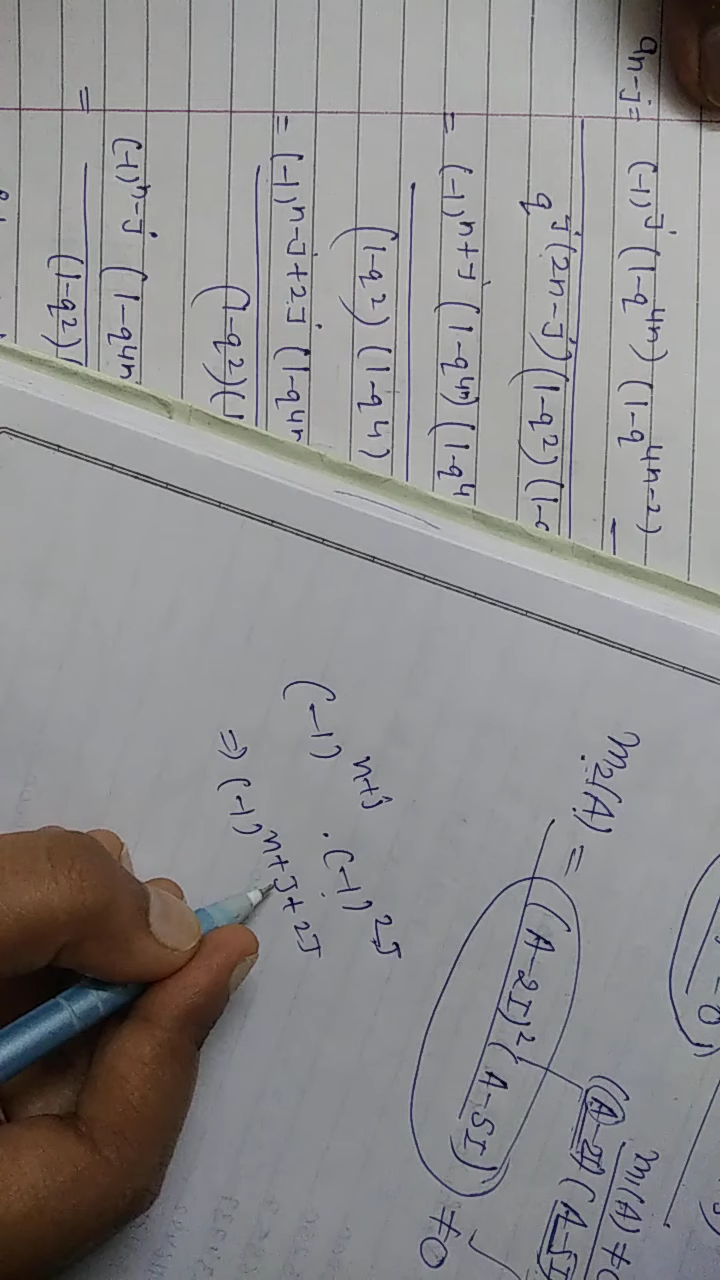 a_{n-j} = (-1)^j (1-q^{4n}) (1-q^{4n-2})
q^{j(2n-j)} (1-q^2) (1-
= (-1)^{n+j} (1-q^{4n}) (1-q^4
(1-q^2) (1-q^4)
= (-1)^{n-j+2j} (1-q^{4n
(1-q^2) (1
= (-1)^{n-j} (1-q^{4n
(1-q^2)
m_2(A) = (A-2I)^2 (A-5I) ≠ 0
m_1(A) ≠ 0
(A-2I) (A-5I
(-1)^{n+j} . (-1)^{2J}
⇒ (-1)^{n+J+2J}